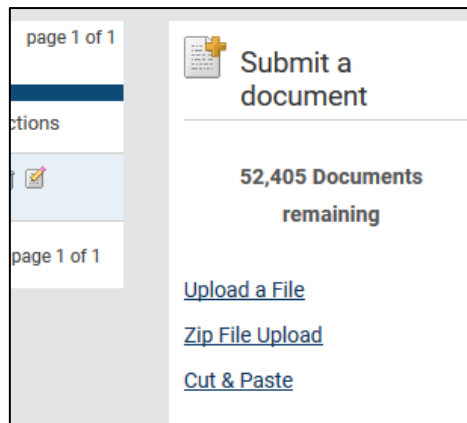 page 1 of 1
ctions
page 1 of 1
Submit a
document
52,405 Documents
remaining
Upload a File
Zip File Upload
Cut & Paste